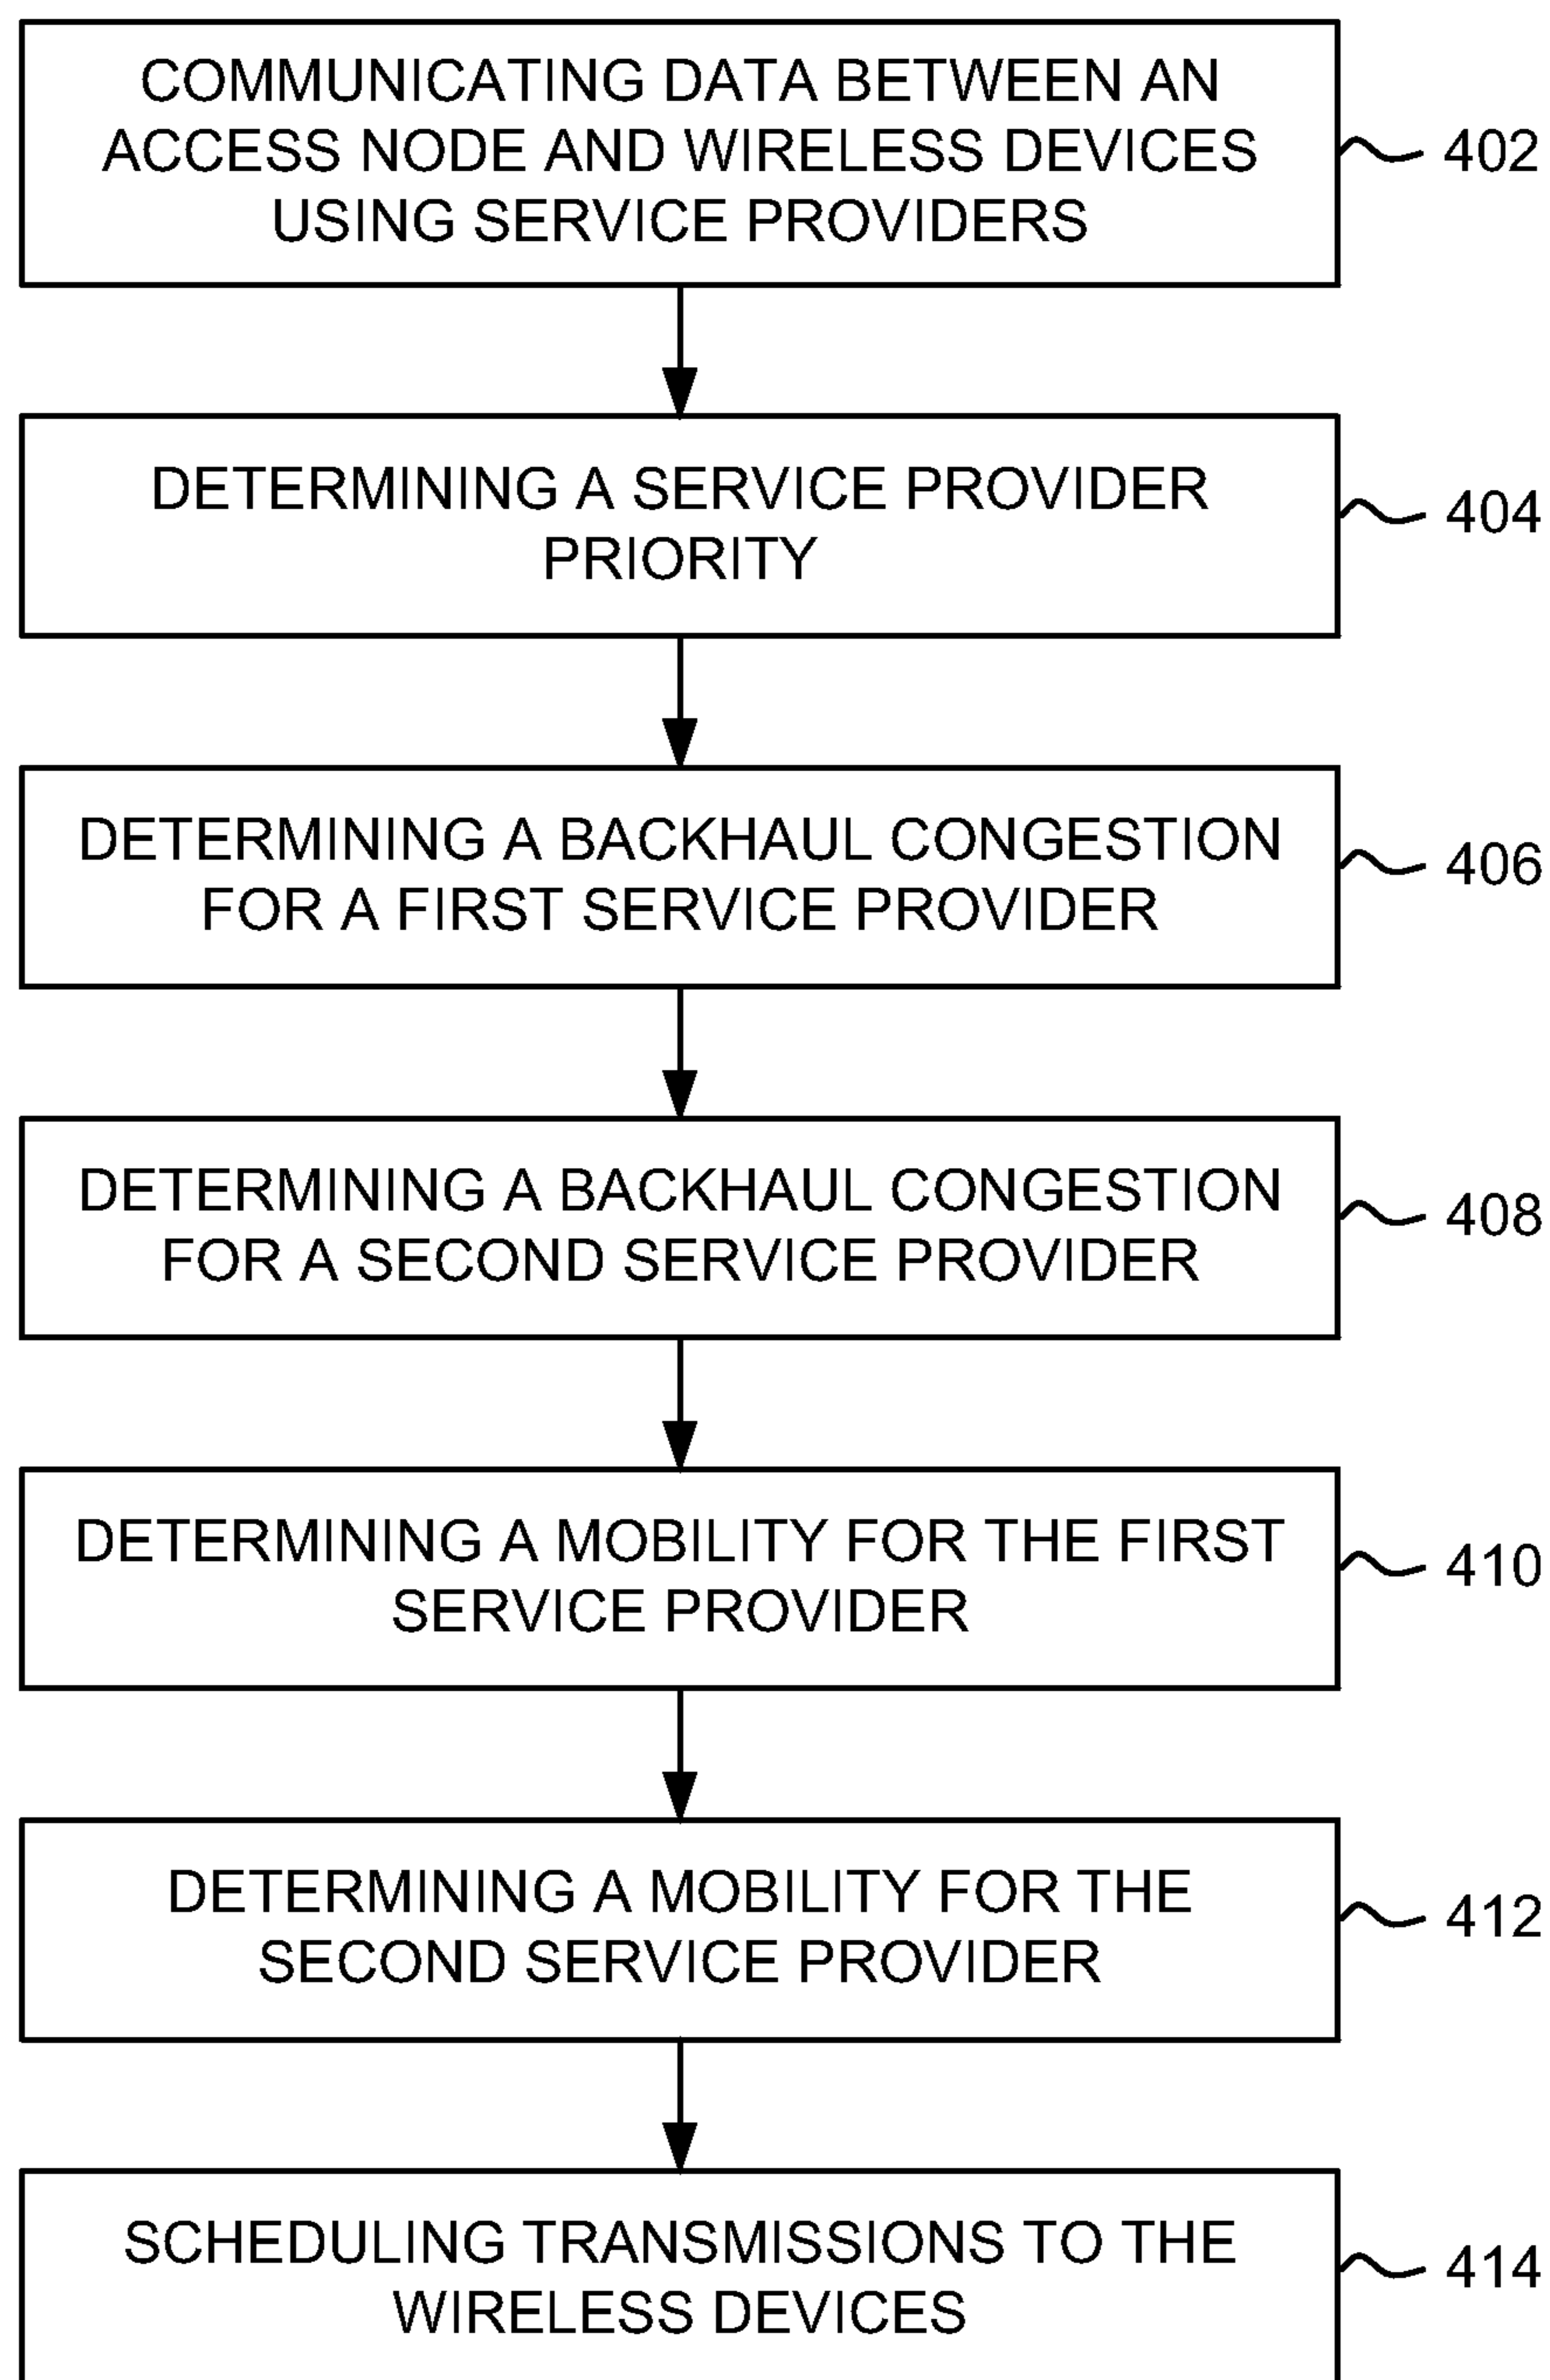 COMMUNICATING DATA BETWEEN AN
ACCESS NODE AND WIRELESS DEVICES
USING SERVICE PROVIDERS
402
DETERMINING A SERVICE PROVIDER
PRIORITY
404
DETERMINING A BACKHAUL CONGESTION
FOR A FIRST SERVICE PROVIDER
406
DETERMINING A BACKHAUL CONGESTION
FOR A SECOND SERVICE PROVIDER
408
DETERMINING A MOBILITY FOR THE FIRST
SERVICE PROVIDER
410
DETERMINING A MOBILITY FOR THE
SECOND SERVICE PROVIDER
412
SCHEDULING TRANSMISSIONS TO THE
WIRELESS DEVICES
414